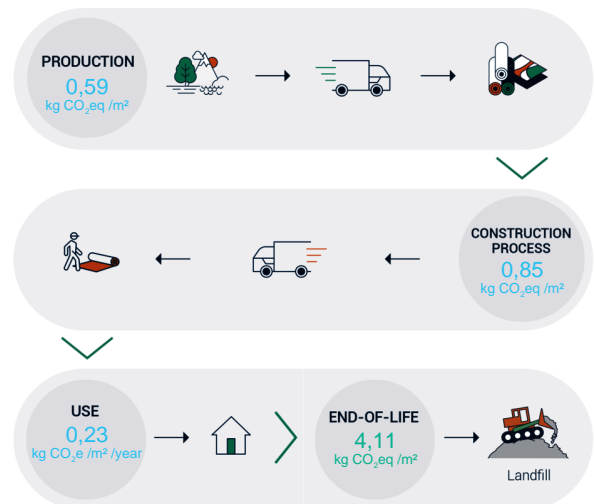 PRODUCTION
0,59
kg CO₂eq /m²
CONSTRUCTION
PROCESS
0,85
kg CO₂eq /m²
USE
0,23
kg CO₂e /m² /year
END-OF-LIFE
4,11
kg CO₂eq /m²
Landfill